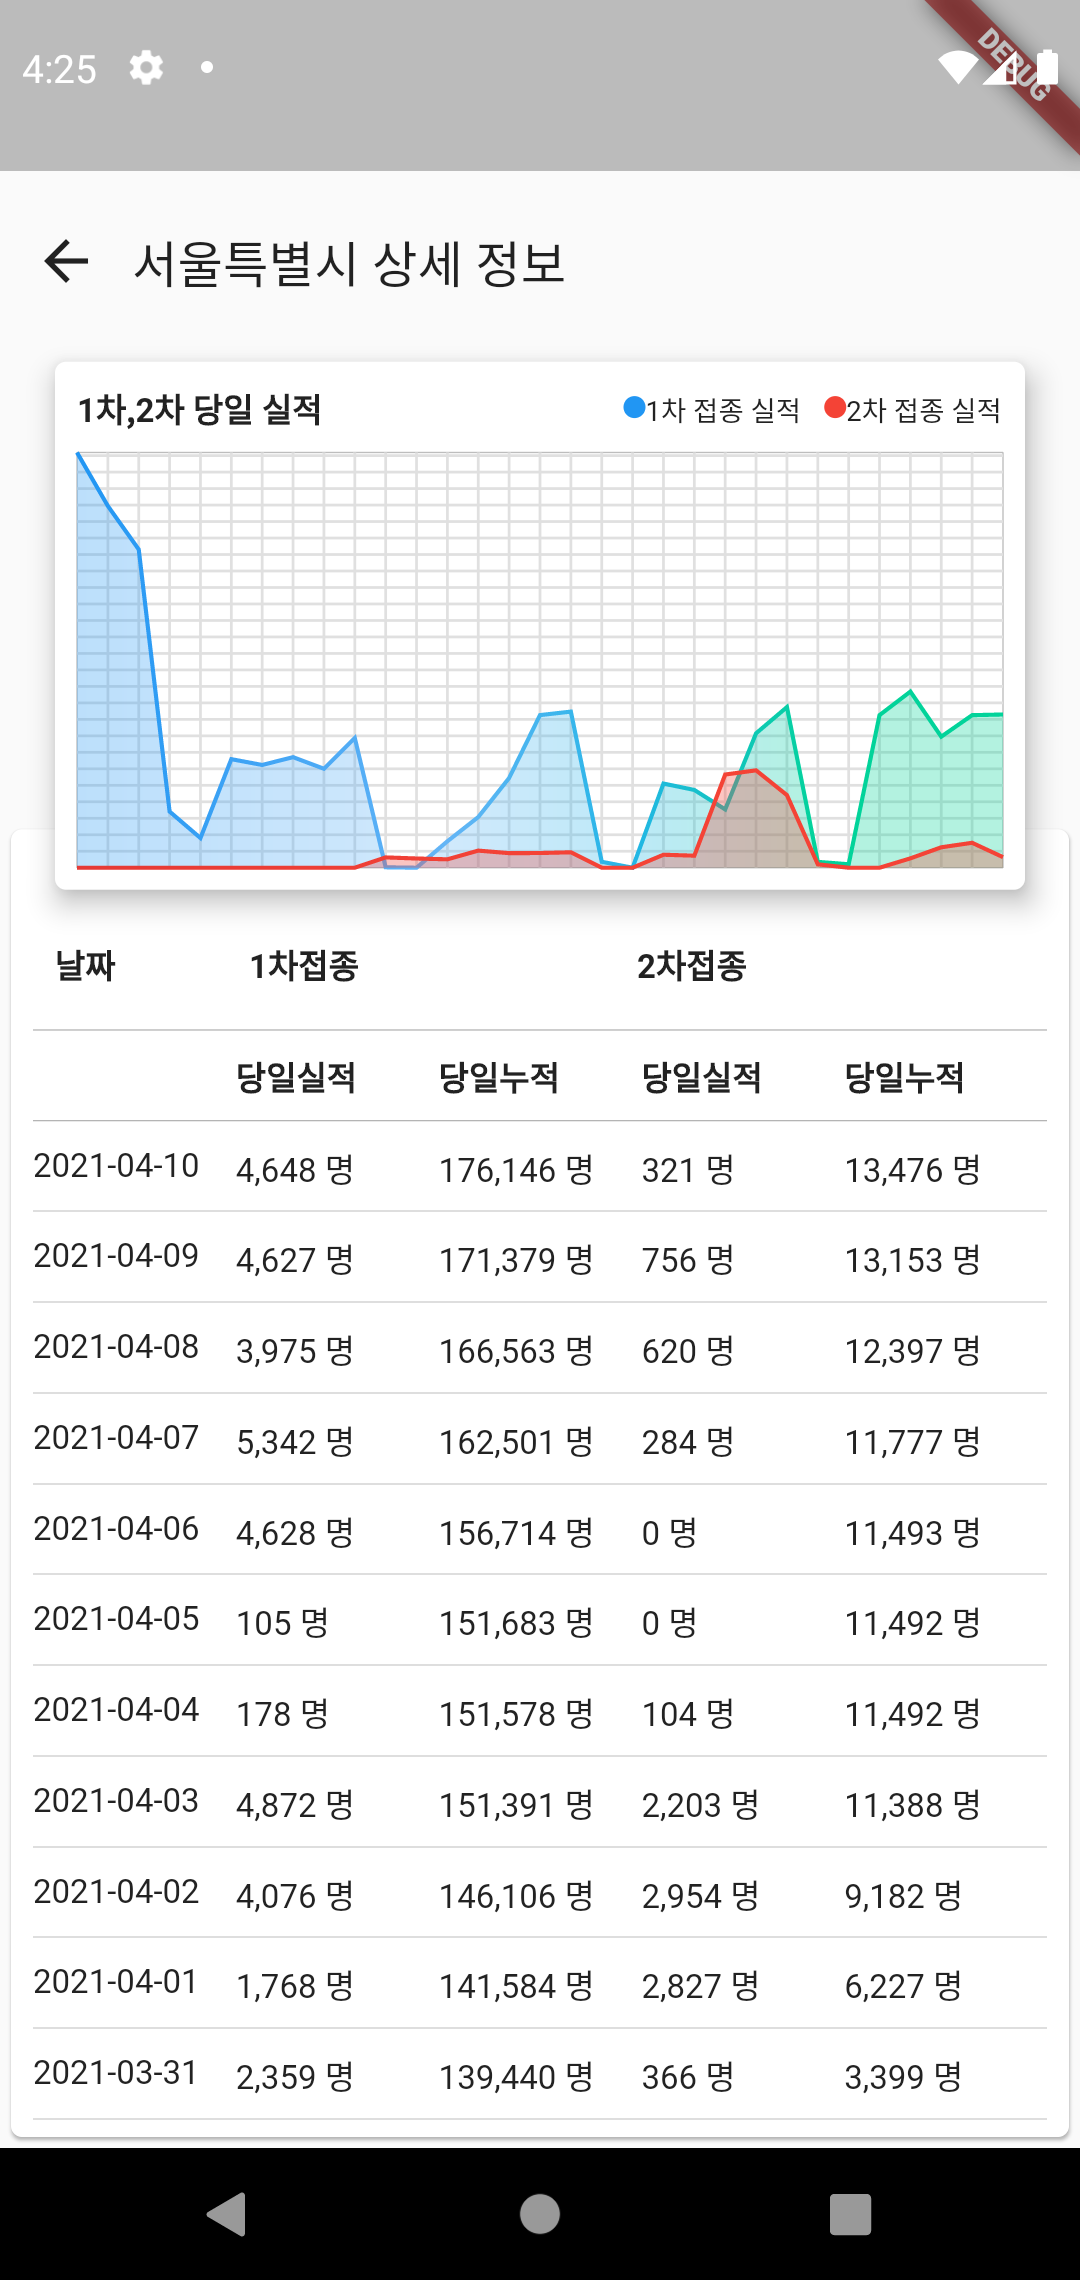 4:25
DEBUG
서울특별시 상세 정보
1차,2차 당일 실적 1차 접종 실적 2차 접종 실적
날짜 1차접종 2차접종
당일실적 당일누적 당일실적 당일누적
2021-04-10 4,648 명 176,146 명 321 명 13,476 명
2021-04-09 4,627 명 171,379 명 756 명 13,153 명
2021-04-08 3,975 명 166,563 명 620 명 12,397 명
2021-04-07 5,342 명 162,501 명 284 명 11,777 명
2021-04-06 4,628 명 156,714 명 0 명 11,493 명
2021-04-05 105 명 151,683 명 0 명 11,492 명
2021-04-04 178 명 151,578 명 104 명 11,492 명
2021-04-03 4,872 명 151,391 명 2,203 명 11,388 명
2021-04-02 4,076 명 146,106 명 2,954 명 9,182 명
2021-04-01 1,768 명 141,584 명 2,827 명 6,227 명
2021-03-31 2,359 명 139,440 명 366 명 3,399 명